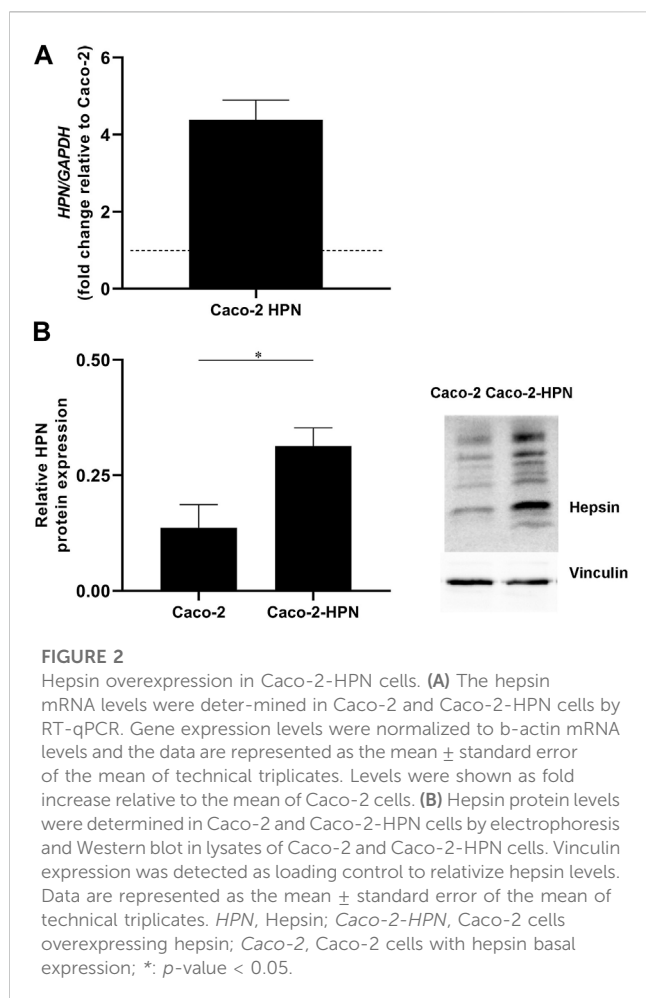 A
HPN/GAPDH
(fold change relative to Caco-2)
6
4
2
0
Caco-2 HPN
B
Relative HPN
protein expression
0.50
0.25
0.00
*
Caco-2
Caco-2-HPN
Caco-2 Caco-2-HPN
Hepsin
Vinculin
FIGURE 2
Hepsin overexpression in Caco-2-HPN cells. (A) The hepsin
mRNA levels were deter-mined in Caco-2 and Caco-2-HPN cells by
RT-qPCR. Gene expression levels were normalized to b-actin mRNA
levels and the data are represented as the mean ± standard error
of the mean of technical triplicates. Levels were shown as fold
increase relative to the mean of Caco-2 cells. (B) Hepsin protein levels
were determined in Caco-2 and Caco-2-HPN cells by electrophoresis
and Western blot in lysates of Caco-2 and Caco-2-HPN cells. Vinculin
expression was detected as loading control to relativize hepsin levels.
Data are represented as the mean ± standard error of the mean of
technical triplicates. HPN, Hepsin; Caco-2-HPN, Caco-2 cells
overexpressing hepsin; Caco-2, Caco-2 cells with hepsin basal
expression; *: p-value < 0.05.